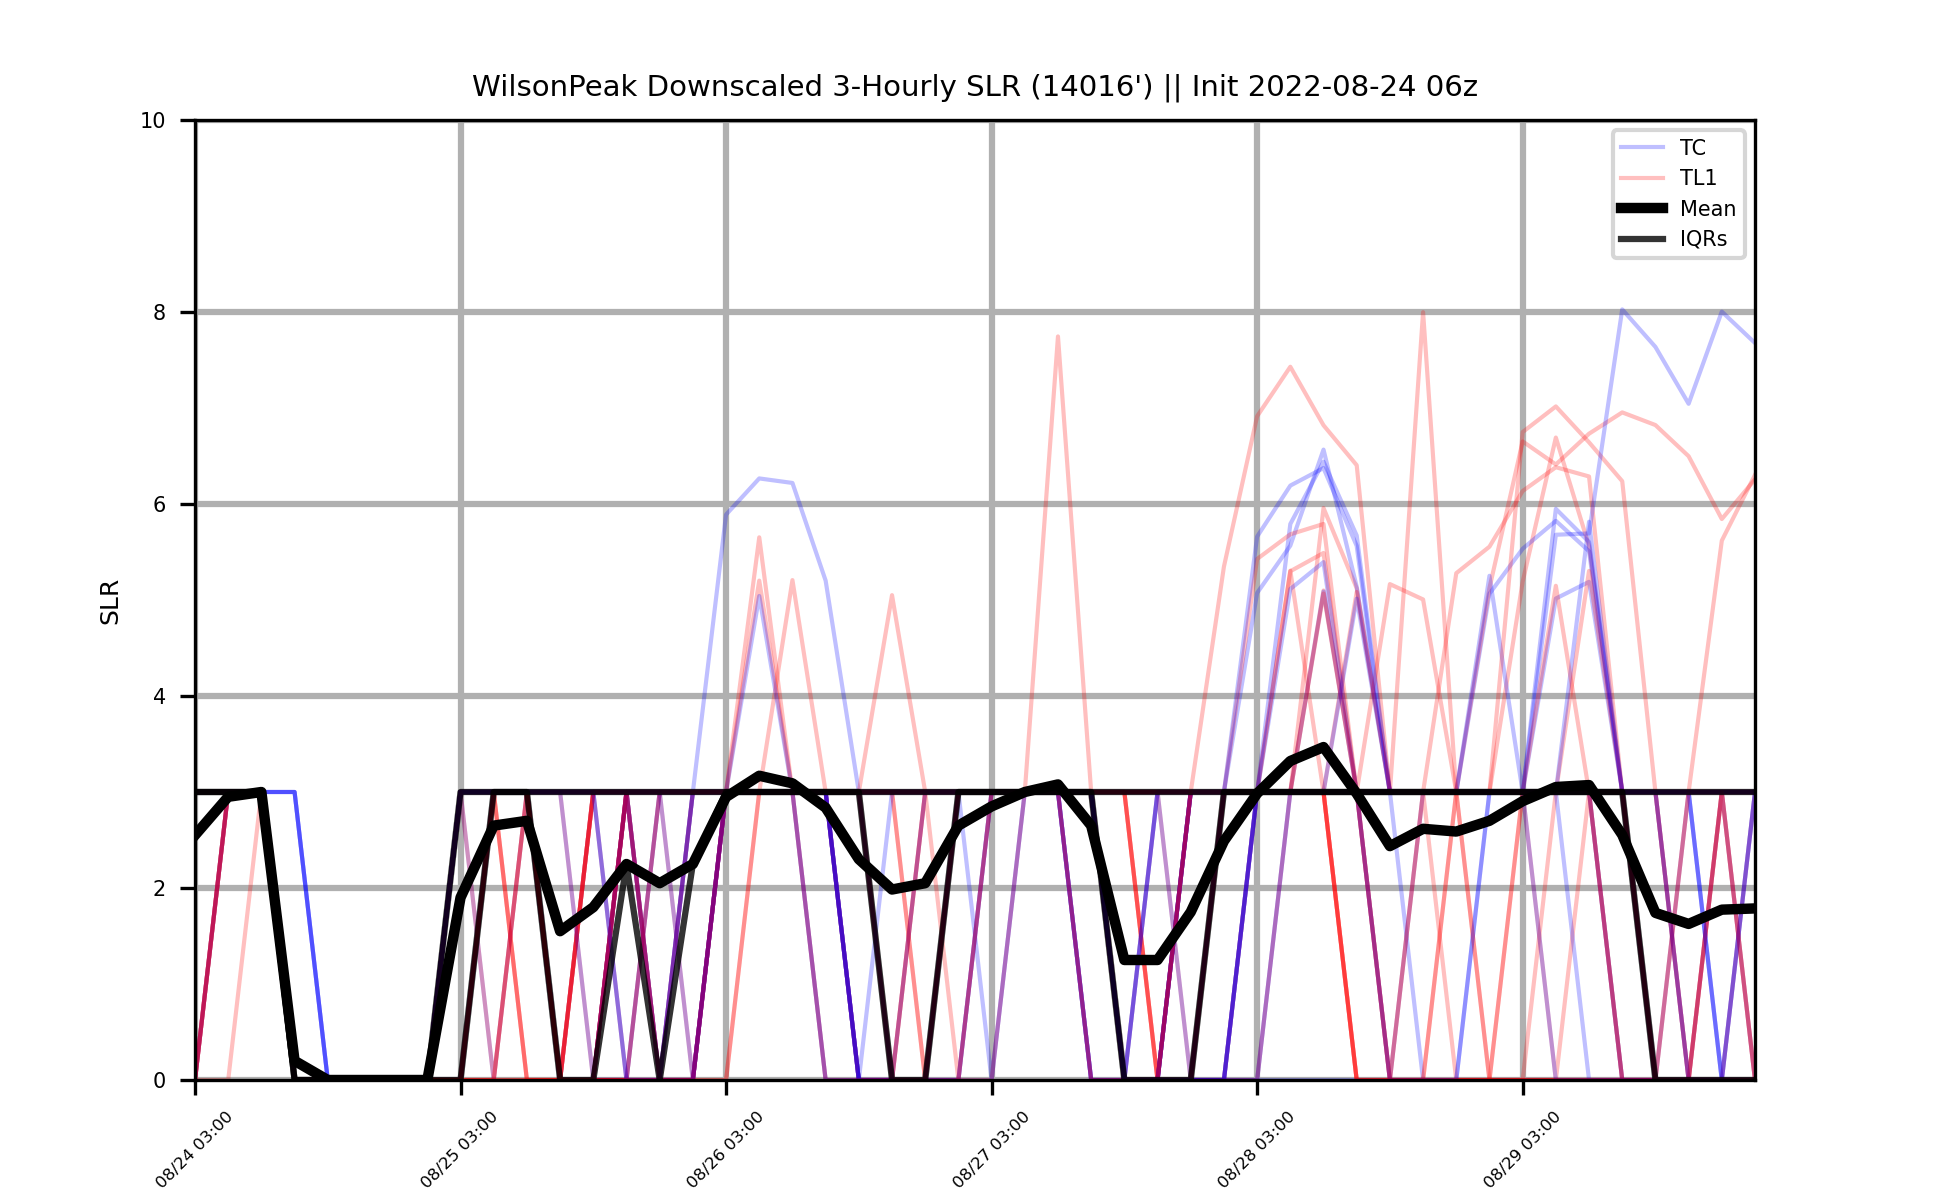 WilsonPeak Downscaled 3-Hourly SLR (14016') || Init 2022-08-24 06z
10
8
6
4
2
0
SLR
TC
TL1
Mean
IQRs
08/24 03:00
08/25 03:00
08/26 03:00
08/27 03:00
08/28 03:00
08/29 03:00